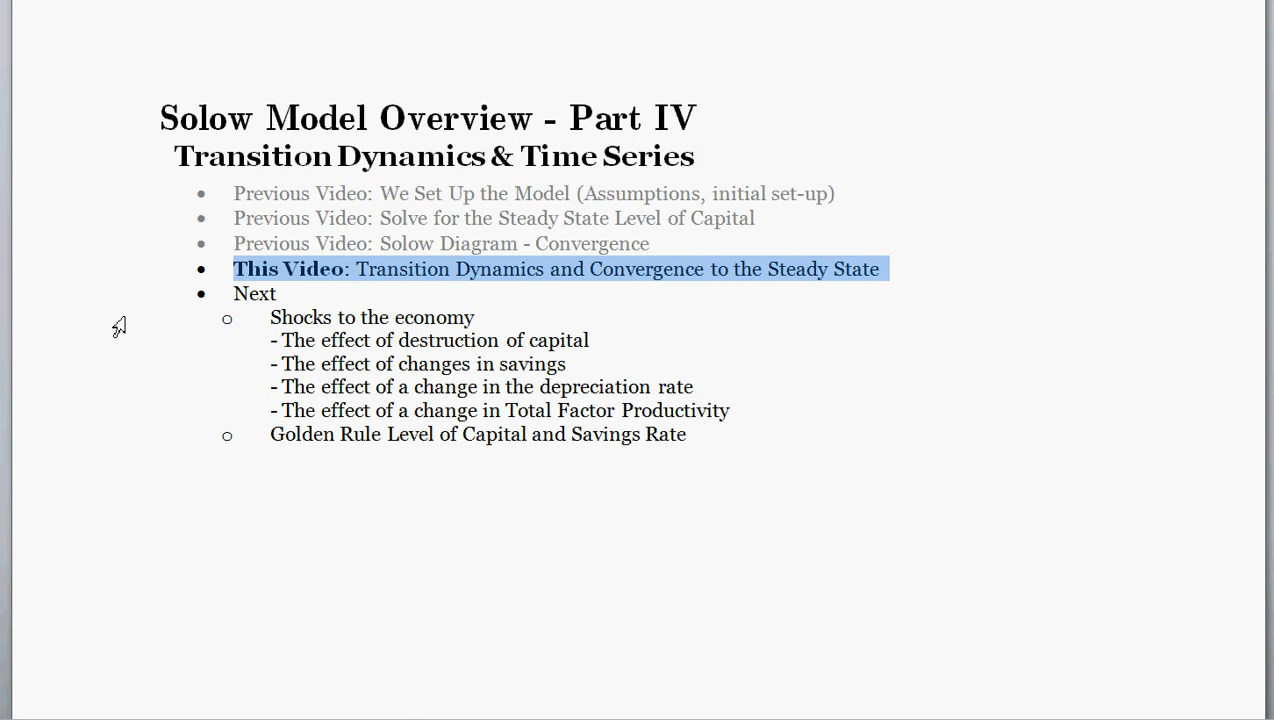 Solow Model Overview - Part IV
Transition Dynamics & Time Series
• Previous Video: We Set Up the Model (Assumptions, initial set-up)
• Previous Video: Solve for the Steady State Level of Capital
• Previous Video: Solow Diagram - Convergence
• This Video: Transition Dynamics and Convergence to the Steady State
• Next
o Shocks to the economy
- The effect of destruction of capital
- The effect of changes in savings
- The effect of a change in the depreciation rate
- The effect of a change in Total Factor Productivity
o Golden Rule Level of Capital and Savings Rate